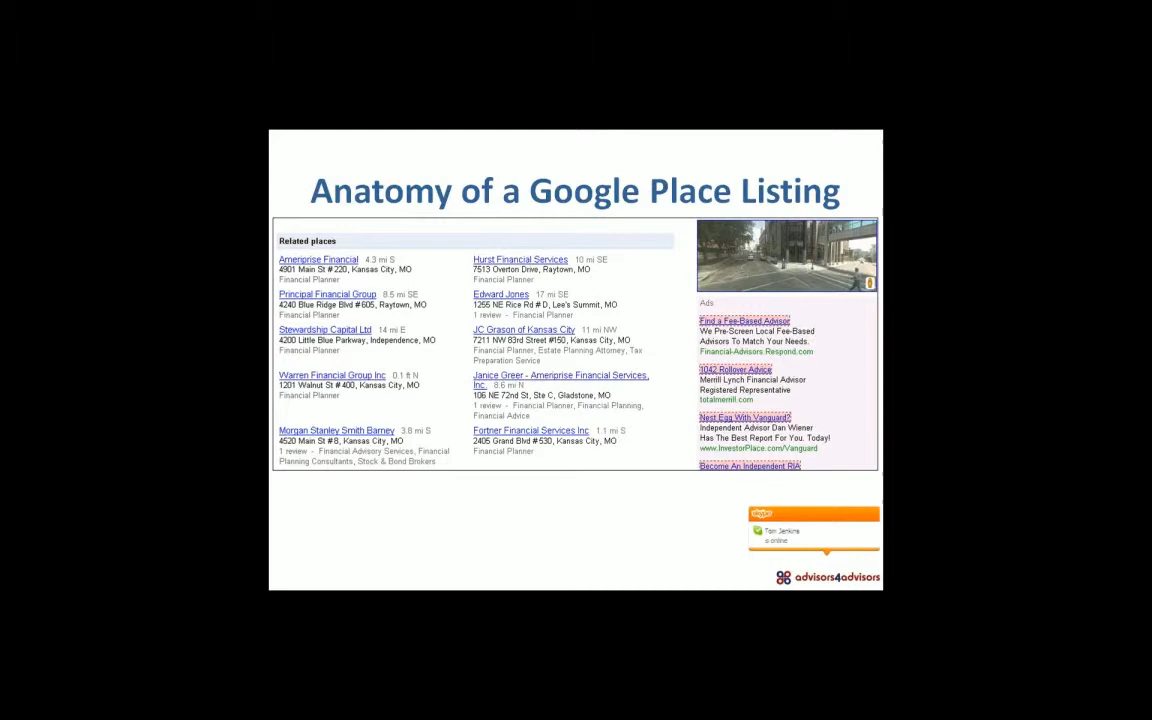 Anatomy of a Google Place Listing
Related places
Ameriprise Financial 4.3 mi S
4901 Main St # 220, Kansas City, MO
Financial Planner
Principal Financial Group 8.5 mi SE
4240 Blue Ridge Blvd # 605, Raytown, MO
Financial Planner
Stewardship Capital Ltd 14 mi E
4200 Little Blue Parkway, Independence, MO
Financial Planner
Warren Financial Group Inc 0.1 ft N
1201 Walnut St # 400, Kansas City, MO
Financial Planner
Morgan Stanley Smith Barney 3.8 mi S
4520 Main St # 8, Kansas City, MO
1 review - Financial Advisory Services, Financial
Planning Consultants, Stock & Bond Brokers
Hurst Financial Services 10 mi SE
7513 Overton Drive, Raytown, MO
Financial Planner
Edward Jones 17 mi SE
1255 NE Rice Rd # D, Lee's Summit, MO
1 review - Financial Planner
JC Grason of Kansas City 11 mi NW
7211 NW 83rd Street #150, Kansas City, MO
Financial Planner, Estate Planning Attorney, Tax
Preparation Service
Janice Greer - Ameriprise Financial Services,
Inc. 8.6 mi N
106 NE 72nd St, Ste C, Gladstone, MO
1 review - Financial Planner, Financial Planning,
Financial Advice
Fortner Financial Services Inc 1.1 mi S
2405 Grand Blvd # 530, Kansas City, MO
Financial Planner
Ads
Find a Fee-Based Advisor
We Pre-Screen Local Fee-Based
Advisors To Match Your Needs.
Financial-Advisors.Respond.com
1042 Rollover Advice
Merrill Lynch Financial Advisor
Registered Representative
totalmerrill.com
Nest Egg With Vanguard?
Independent Advisor Dan Wiener
Has The Best Report For You. Today!
www.InvestorPlace.com/Vanguard
Become An Independent RIA
skype
Tom Jenkins
is online
advisors4advisors